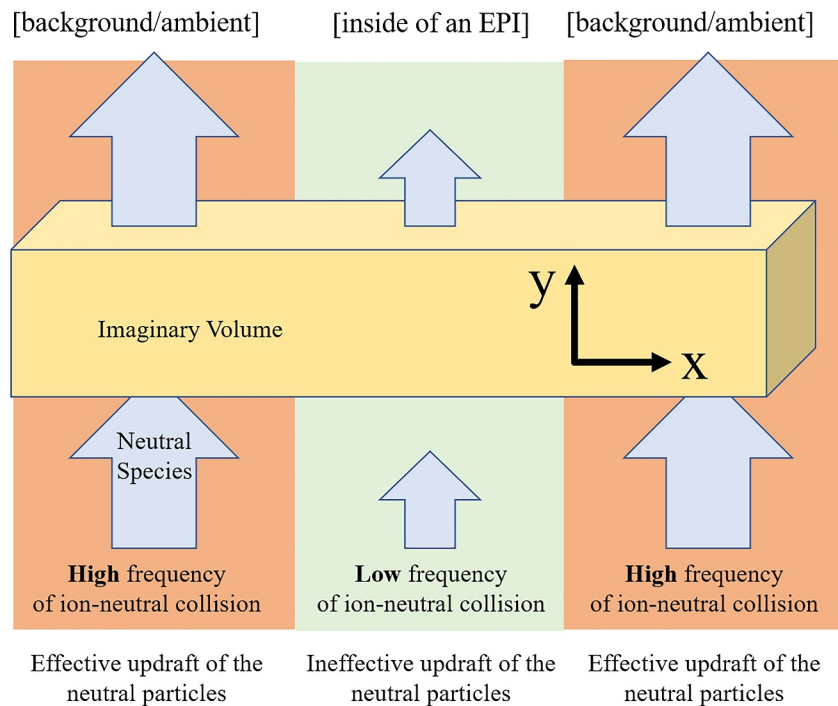 [background/ambient]
[inside of an EPI]
[background/ambient]
Imaginary Volume
y
x
Neutral
Species
High frequency
of ion-neutral collision
Low frequency
of ion-neutral collision
High frequency
of ion-neutral collision
Effective updraft of the
neutral particles
Ineffective updraft of the
neutral particles
Effective updraft of the
neutral particles